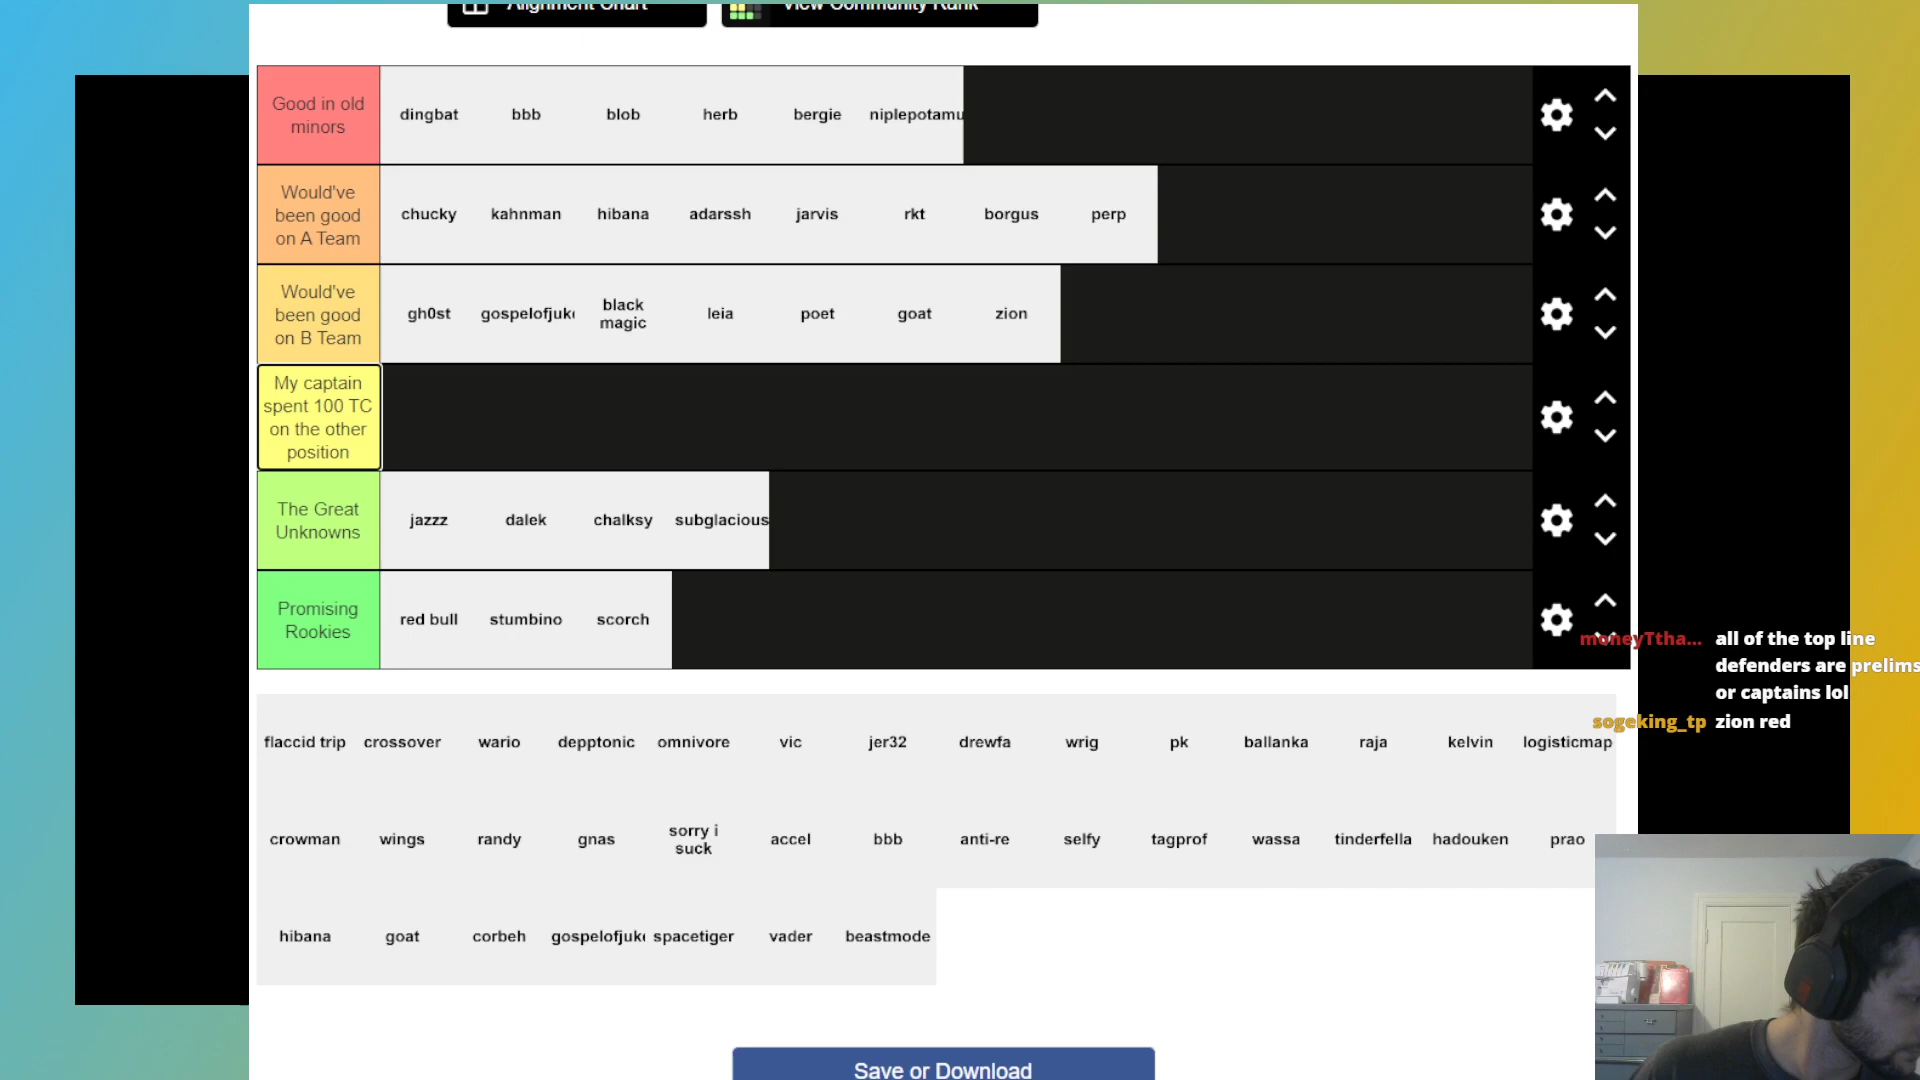 Alignment Chart
View Community Rank
Good in old
minors
dingbat
bbb
blob
herb
bergie
niplepotamu
Would've
been good
on A Team
chucky
kahnman
hibana
adarssh
jarvis
rkt
borgus
perp
Would've
been good
on B Team
gh0st
gospelofjuk
black
magic
leia
poet
goat
zion
My captain
spent 100 TC
on the other
position
The Great
Unknowns
jazzz
dalek
chalksy
subglacious
Promising
Rookies
red bull
stumbino
scorch
moneyTtha... all of the top line
defenders are prelims
or captains lol
sogeking_tp zion red
flaccid trip
crossover
wario
depptonic
omnivore
vic
jer32
drewfa
wrig
pk
ballanka
raja
kelvin
logisticmap
crowman
wings
randy
gnas
sorry i
suck
accel
bbb
anti-re
selfy
tagprof
wassa
tinderfella
hadouken
prao
hibana
goat
corbeh
gospelofjuk
spacetiger
vader
beastmode
Save or Download